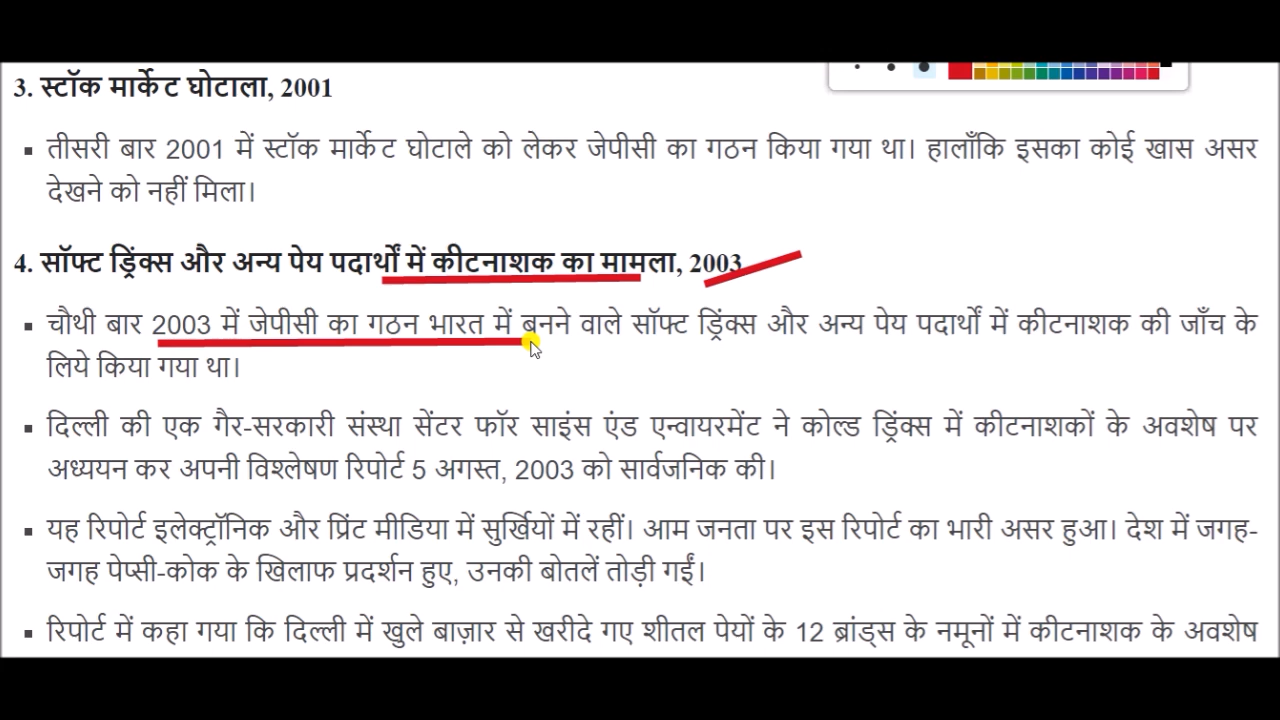 3. स्टॉक मार्केट घोटाला, 2001
▪ तीसरी बार 2001 में स्टॉक मार्केट घोटाले को लेकर जेपीसी का गठन किया गया था। हालाँकि इसका कोई खास असर
देखने को नहीं मिला।
4. सॉफ्ट ड्रिंक्स और अन्य पेय पदार्थों में कीटनाशक का मामला, 2003
▪ चौथी बार 2003 में जेपीसी का गठन भारत में बनने वाले सॉफ्ट ड्रिंक्स और अन्य पेय पदार्थों में कीटनाशक की जाँच के
लिये किया गया था।
▪ दिल्ली की एक गैर-सरकारी संस्था सेंटर फॉर साइंस एंड एन्वायरमेंट ने कोल्ड ड्रिंक्स में कीटनाशकों के अवशेष पर
अध्ययन कर अपनी विश्लेषण रिपोर्ट 5 अगस्त, 2003 को सार्वजनिक की।
▪ यह रिपोर्ट इलेक्ट्रॉनिक और प्रिंट मीडिया में सुर्खियों में रहीं। आम जनता पर इस रिपोर्ट का भारी असर हुआ। देश में जगह-
जगह पेप्सी-कोक के खिलाफ प्रदर्शन हुए, उनकी बोतलें तोड़ी गईं।
▪ रिपोर्ट में कहा गया कि दिल्ली में खुले बाज़ार से खरीदे गए शीतल पेयों के 12 ब्रांड्स के नमूनों में कीटनाशक के अवशेष